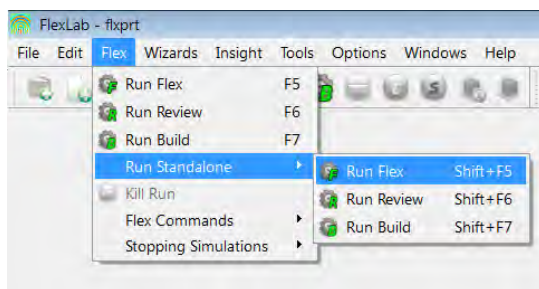 FlexLab - flxprt
File Edit Flex Wizards Insight Tools Options Windows Help
Run Flex F5
Run Review F6
Run Build F7
Run Standalone
Run Flex Shift+F5
Kill Run
Run Review Shift+F6
Flex Commands
Run Build Shift+F7
Stopping Simulations